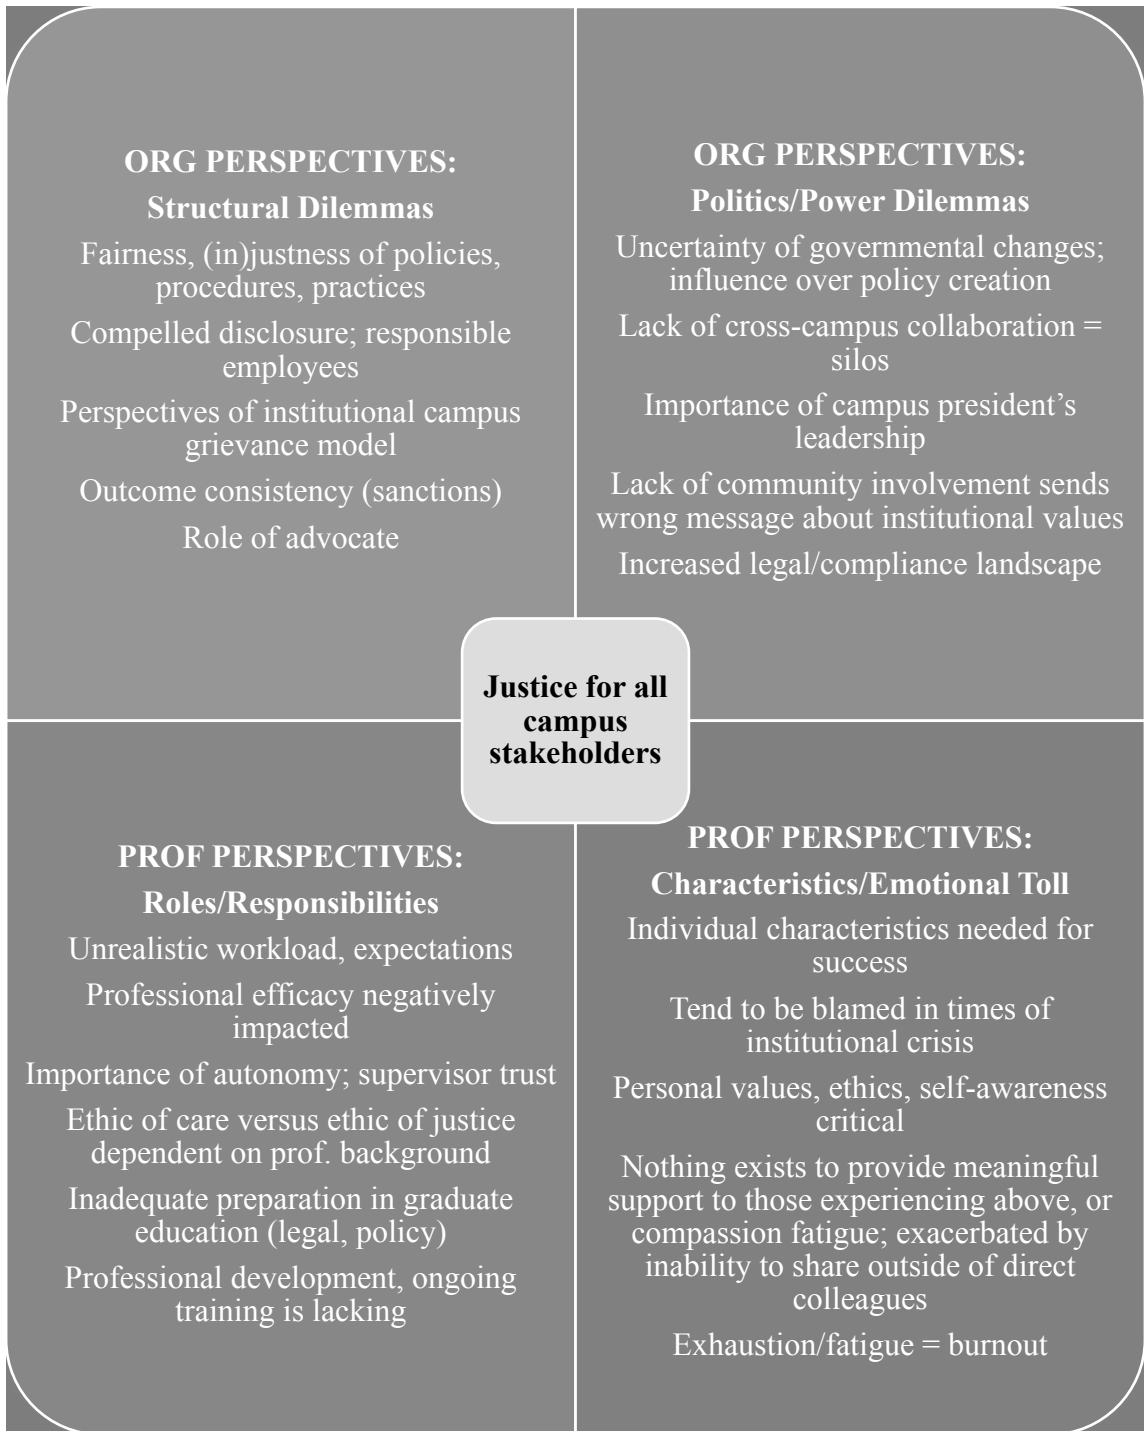 ORG PERSPECTIVES:
Structural Dilemmas
Fairness, (in)justness of policies,
procedures, practices
Compelled disclosure; responsible
employees
Perspectives of institutional campus
grievance model
Outcome consistency (sanctions)
Role of advocate
ORG PERSPECTIVES:
Politics/Power Dilemmas
Uncertainty of governmental changes;
influence over policy creation
Lack of cross-campus collaboration =
silos
Importance of campus president’s
leadership
Lack of community involvement sends
wrong message about institutional values
Increased legal/compliance landscape
Justice for all
campus
stakeholders
PROF PERSPECTIVES:
Roles/Responsibilities
Unrealistic workload, expectations
Professional efficacy negatively
impacted
Importance of autonomy; supervisor trust
Ethic of care versus ethic of justice
dependent on prof. background
Inadequate preparation in graduate
education (legal, policy)
Professional development, ongoing
training is lacking
PROF PERSPECTIVES:
Characteristics/Emotional Toll
Individual characteristics needed for
success
Tend to be blamed in times of
institutional crisis
Personal values, ethics, self-awareness
critical
Nothing exists to provide meaningful
support to those experiencing above, or
compassion fatigue; exacerbated by
inability to share outside of direct
colleagues
Exhaustion/fatigue = burnout